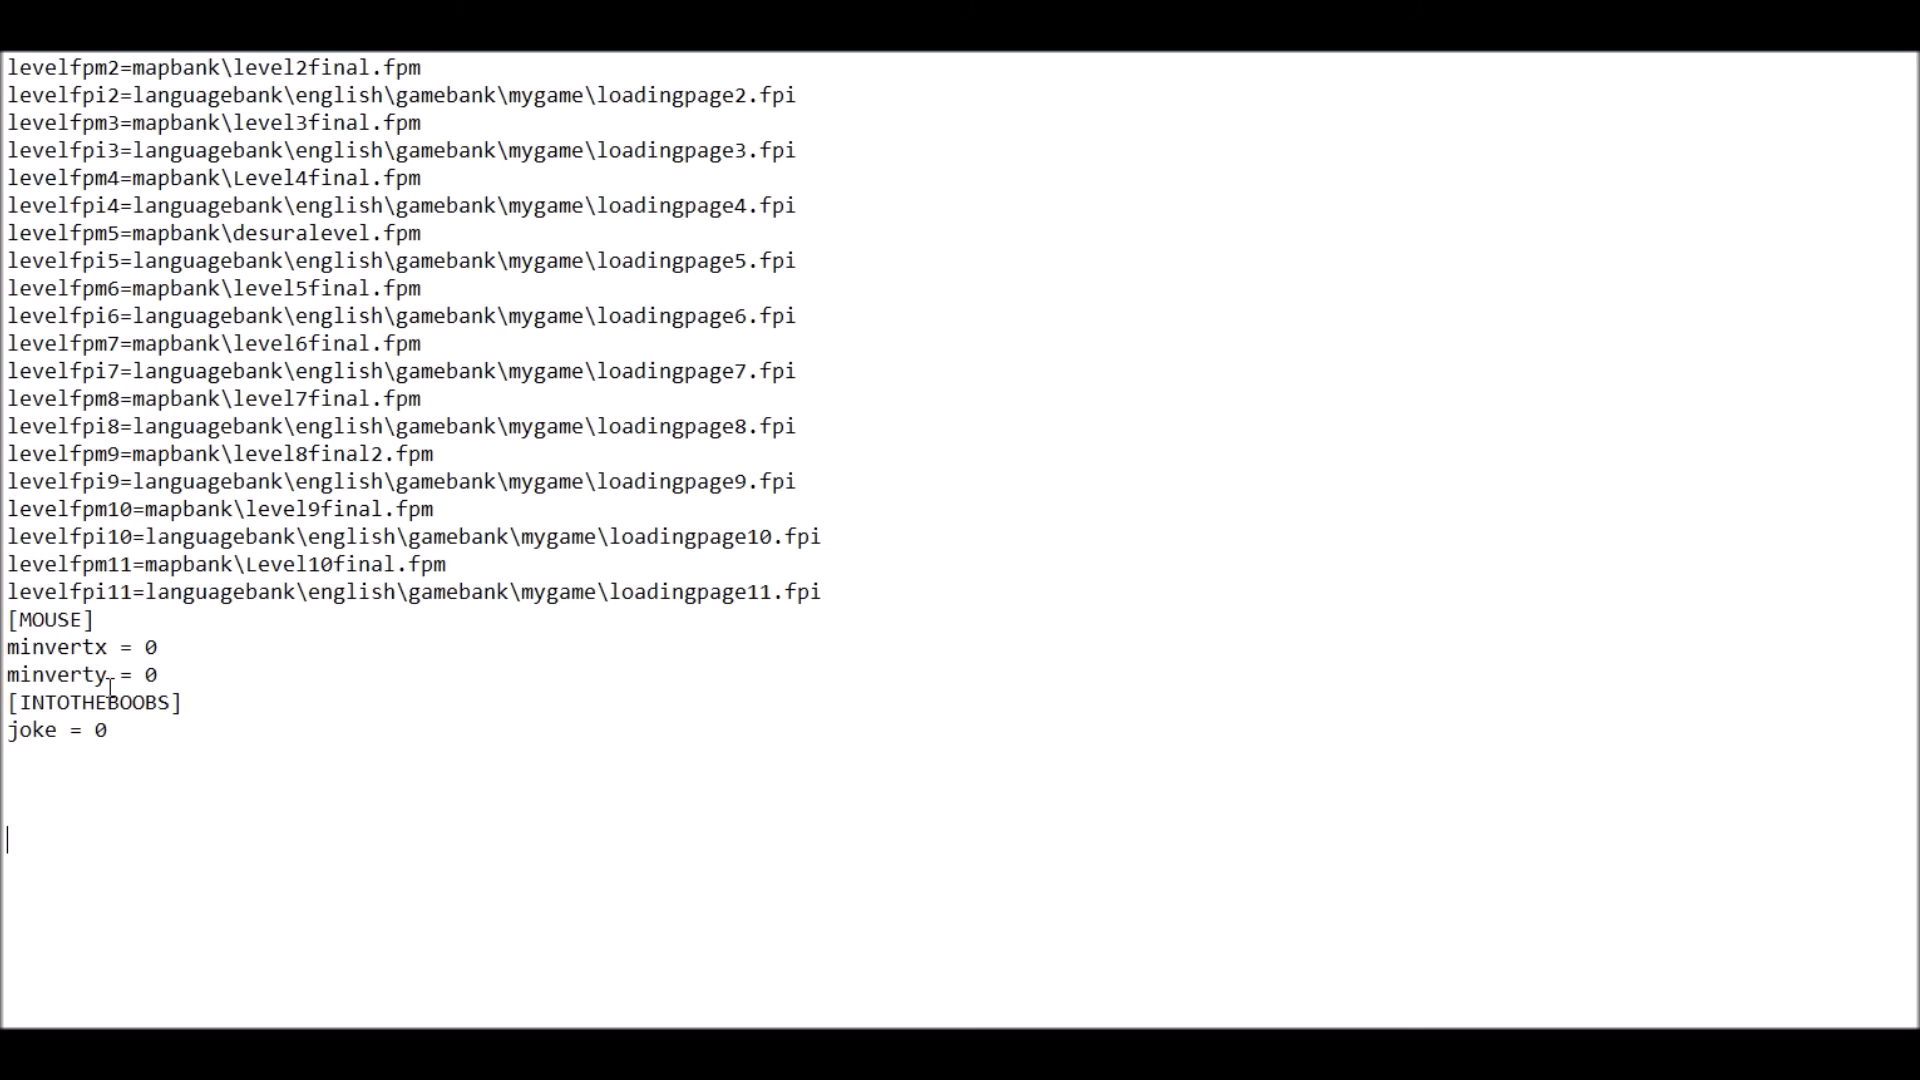 levelfpm2=mapbank\level2final.fpm
levelfpi2=languagebank\english\gamebank\mygame\loadingpage2.fpi
levelfpm3=mapbank\level3final.fpm
levelfpi3=languagebank\english\gamebank\mygame\loadingpage3.fpi
levelfpm4=mapbank\Level4final.fpm
levelfpi4=languagebank\english\gamebank\mygame\loadingpage4.fpi
levelfpm5=mapbank\desuralevel.fpm
levelfpi5=languagebank\english\gamebank\mygame\loadingpage5.fpi
levelfpm6=mapbank\level5final.fpm
levelfpi6=languagebank\english\gamebank\mygame\loadingpage6.fpi
levelfpm7=mapbank\level6final.fpm
levelfpi7=languagebank\english\gamebank\mygame\loadingpage7.fpi
levelfpm8=mapbank\level7final.fpm
levelfpi8=languagebank\english\gamebank\mygame\loadingpage8.fpi
levelfpm9=mapbank\level8final2.fpm
levelfpi9=languagebank\english\gamebank\mygame\loadingpage9.fpi
levelfpm10=mapbank\level9final.fpm
levelfpi10=languagebank\english\gamebank\mygame\loadingpage10.fpi
levelfpm11=mapbank\Level10final.fpm
levelfpi11=languagebank\english\gamebank\mygame\loadingpage11.fpi
[MOUSE]
minvertx = 0
minverty = 0
[INTOTHEBOOBS]
joke = 0